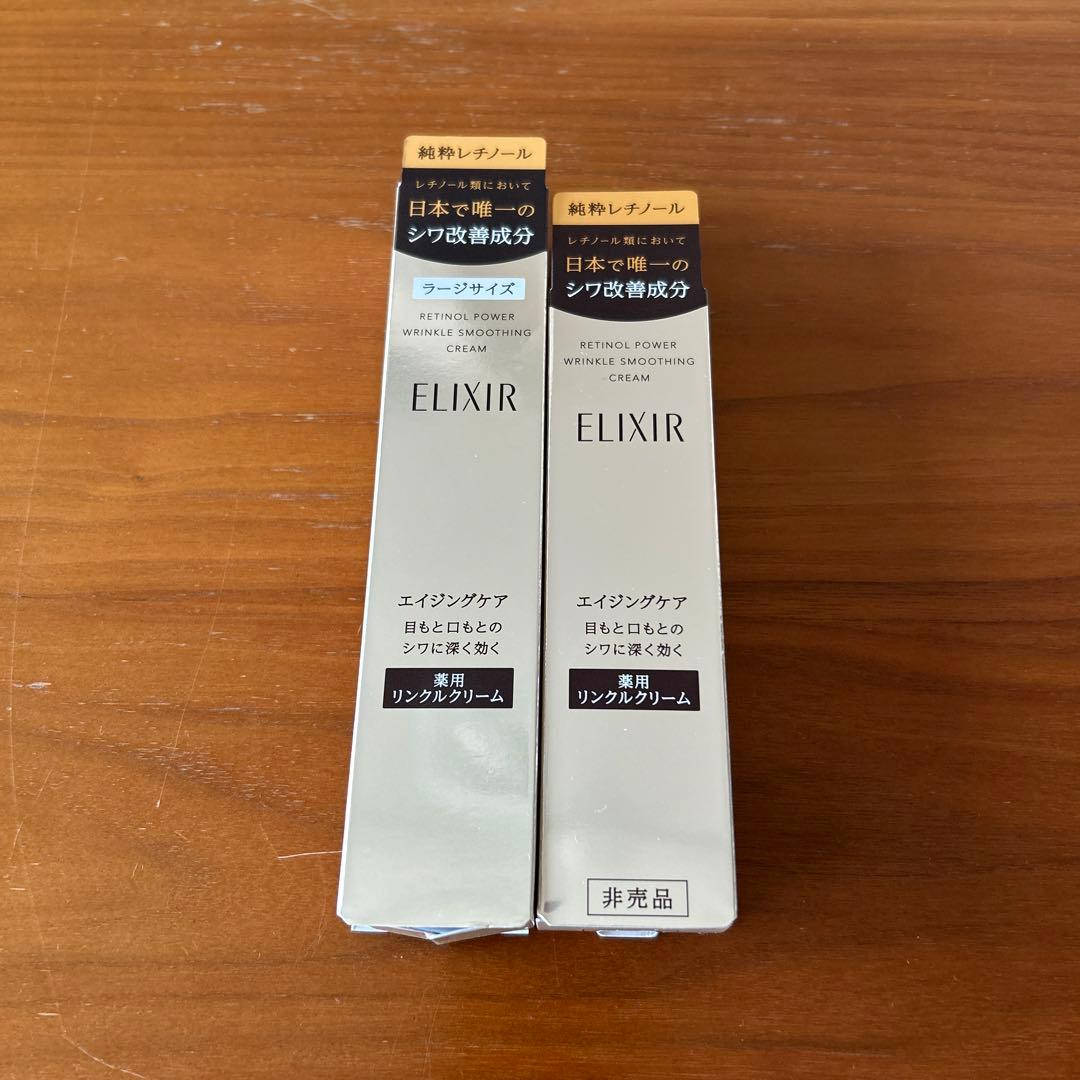 純粋レチノール
レチノール類において
日本で唯一の
シワ改善成分
ラージサイズ
RETINOL POWER
WRINKLE SMOOTHING
CREAM
ELIXIR
エイジングケア
目もと口もとの
シワに深く効く
薬用
リンクルクリーム
純粋レチノール
レチノール類において
日本で唯一の
シワ改善成分
RETINOL POWER
WRINKLE SMOOTHING
CREAM
ELIXIR
エイジングケア
目もと口もとの
シワに深く効く
薬用
リンクルクリーム
非売品